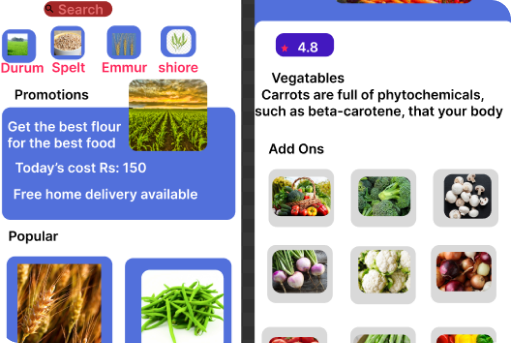 Search
Durum Spelt Emmur shiore
Promotions
Get the best flour
for the best food
Today's cost Rs: 150
Free home delivery available
Popular
4.8
Vegatables
Carrots are full of phytochemicals,
such as beta-carotene, that your body
Add Ons